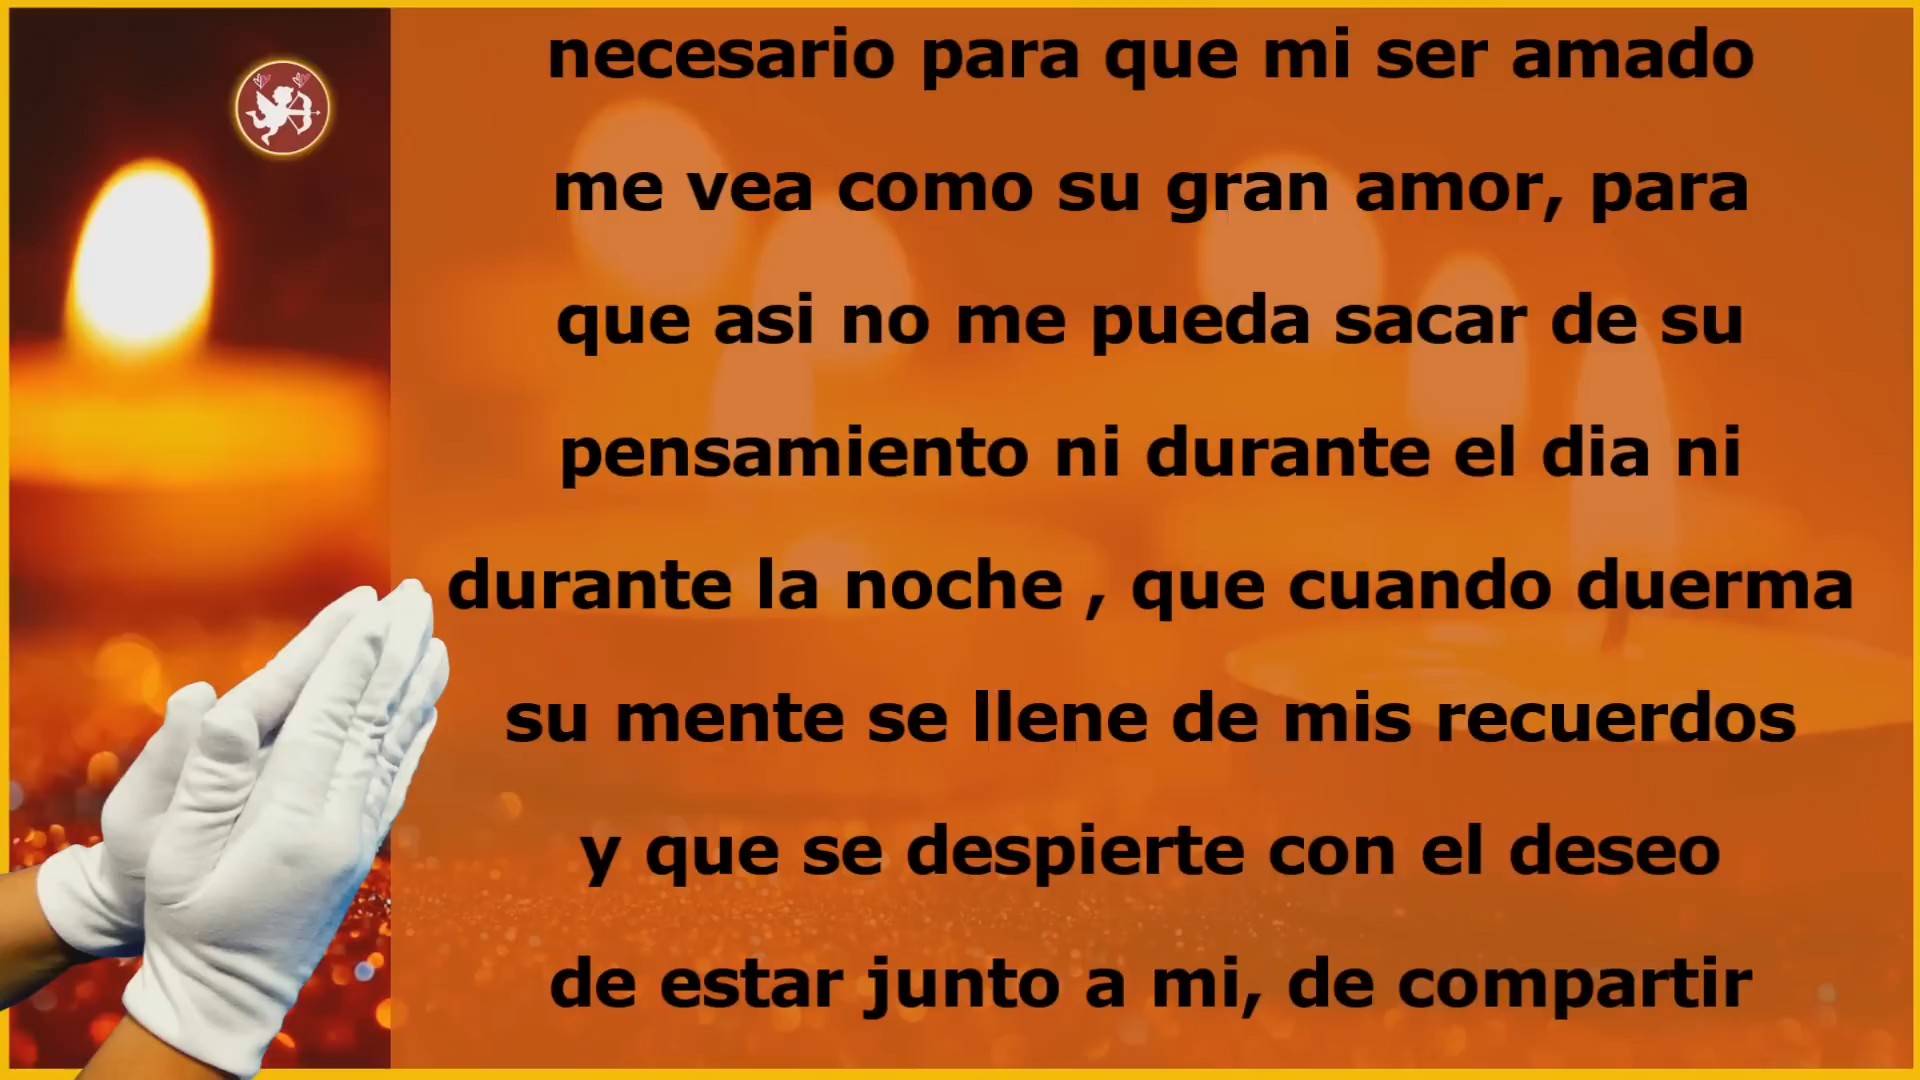 necesario para que mi ser amado
me vea como su gran amor, para
que asi no me pueda sacar de su
pensamiento ni durante el dia ni
durante la noche , que cuando duerma
su mente se llene de mis recuerdos
y que se despierte con el deseo
de estar junto a mi, de compartir